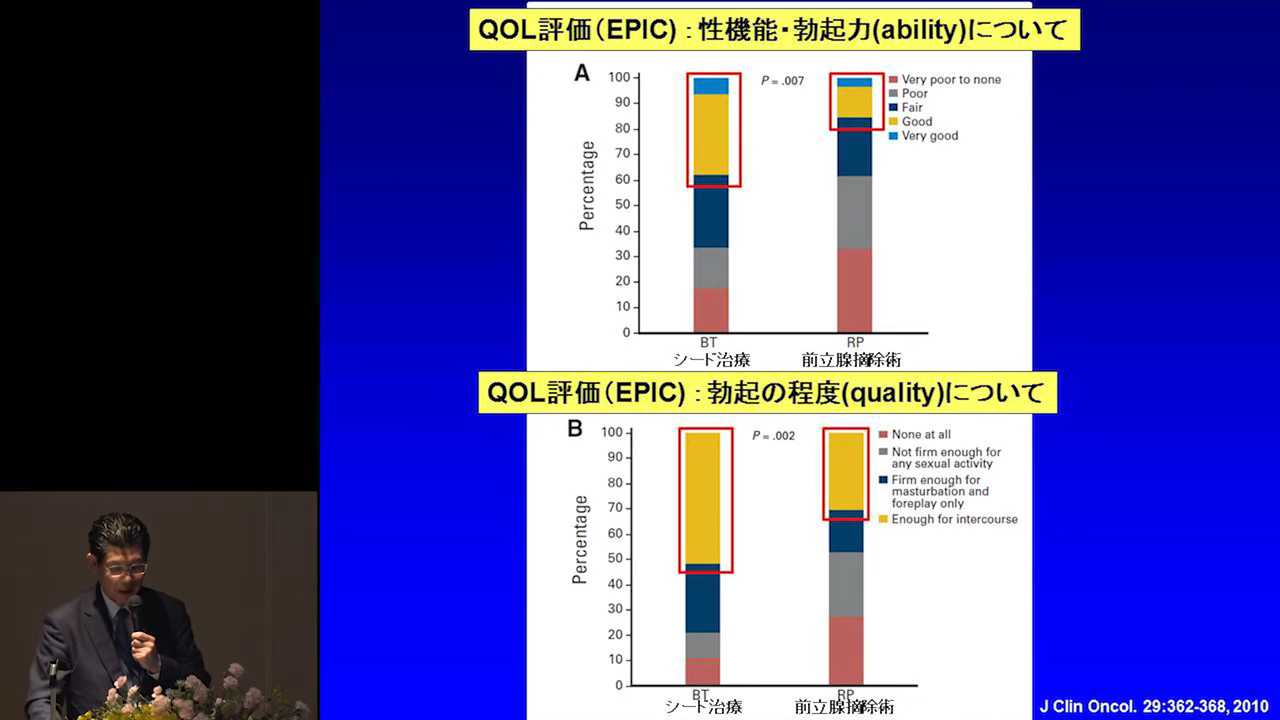 QOL評価(EPIC)：性機能・勃起力(ability)について
A
100
90
80
70
60
50
40
30
20
10
0
Percentage
P = .007
Very poor to none
Poor
Fair
Good
Very good
BT
シード治療
RP
前立腺摘除術
QOL評価(EPIC)：勃起の程度(quality)について
B
100
90
80
70
60
50
40
30
20
10
0
Percentage
P = .002
None at all
Not firm enough for
any sexual activity
Firm enough for
masturbation and
foreplay only
Enough for intercourse
BT
シード治療
RP
前立腺摘除術
J Clin Oncol. 29:362-368, 2010